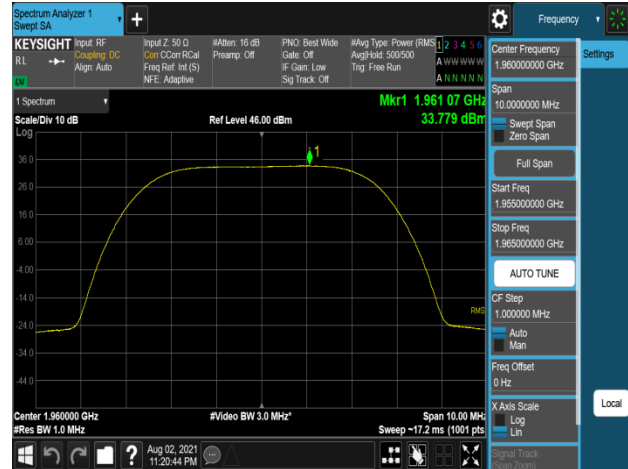 Spectrum Analyzer 1
Swept SA
Frequency
KEYSIGHT
RL
LW
Input: RF
Coupling: DC
Align: Auto
Input Z: 50 Ω
Corr CCorr RCal
Freq Ref: Int (S)
NFE: Adaptive
#Atten: 16 dB
Preamp: Off
PNO: Best Wide
Gate: Off
IF Gain: Low
Sig Track: Off
#Avg Type: Power (RMS)
Avg|Hold: 500/500
Trig: Free Run
1 2 3 4 5 6
A W W W W W
A N N N N N
1 Spectrum
Scale/Div 10 dB
Log
Ref Level 46.00 dBm
Mkr1 1.961 07 GHz
33.779 dBm
1
36.0
26.0
16.0
6.00
-4.00
-14.0
-24.0
-34.0
-44.0
RMS
Center 1.960000 GHz
#Res BW 1.0 MHz
#Video BW 3.0 MHz*
Span 10.00 MHz
Sweep ~17.2 ms (1001 pts)
Aug 02, 2021
11:20:44 PM
Center Frequency
1.960000000 GHz
Span
10.0000000 MHz
Swept Span
Zero Span
Full Span
Start Freq
1.955000000 GHz
Stop Freq
1.965000000 GHz
AUTO TUNE
CF Step
1.000000 MHz
Auto
Man
Freq Offset
0 Hz
X Axis Scale
Log
Lin
Signal Track
(Span Zoom)
Settings
Local